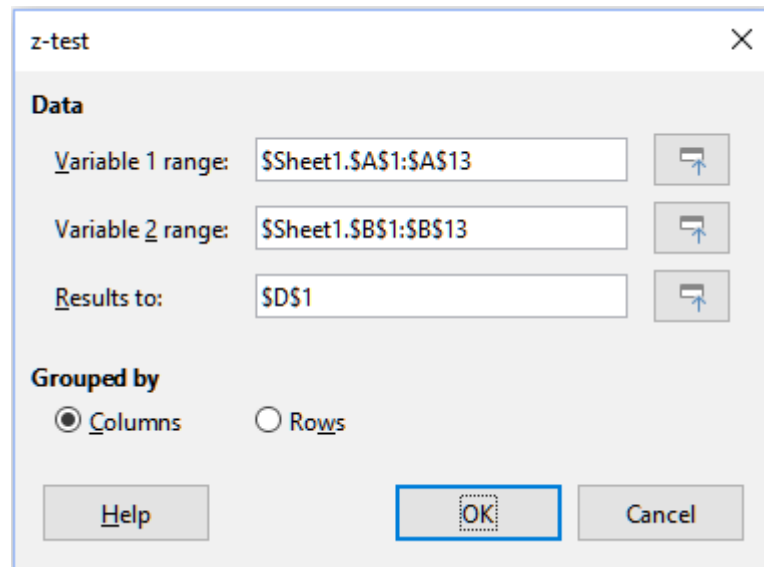 z-test
Data
Variable 1 range: $Sheet1.$A$1:$A$13
Variable 2 range: $Sheet1.$B$1:$B$13
Results to: $D$1
Grouped by
Columns Rows
Help OK Cancel